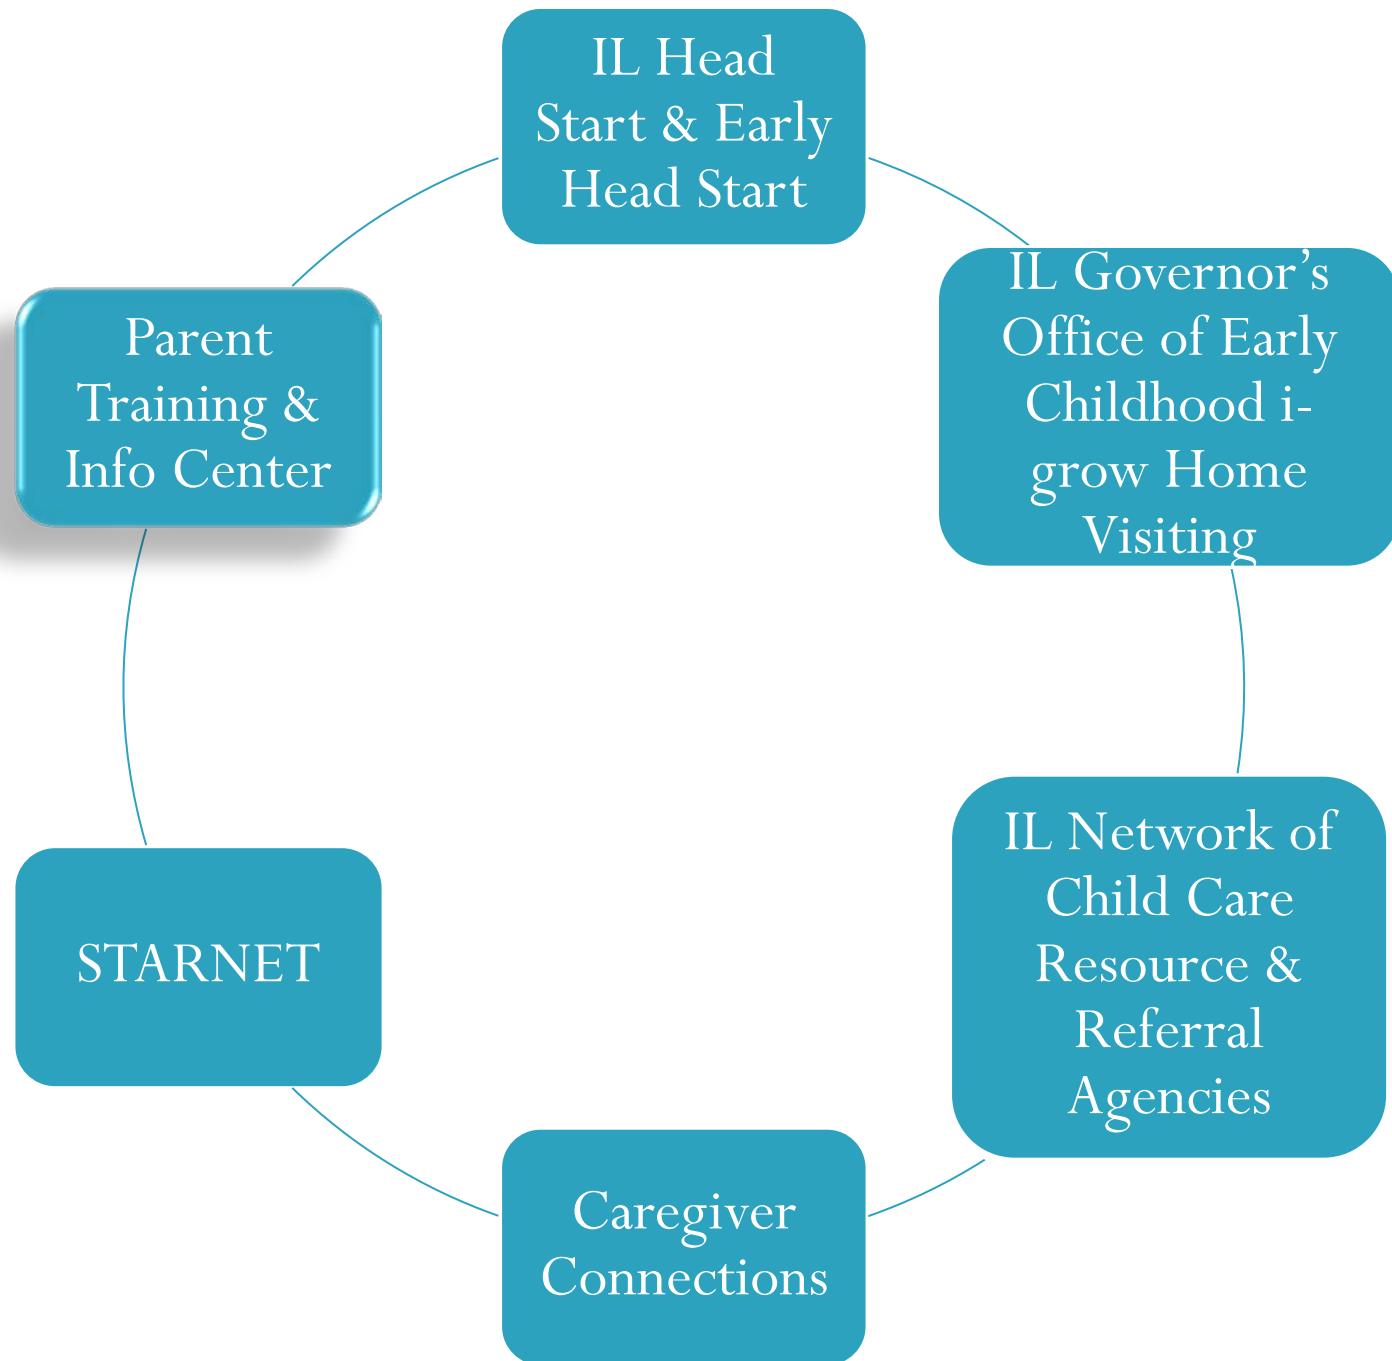 IL Head
Start & Early
Head Start
IL Governor’s
Office of Early
Childhood i-
grow Home
Visiting
IL Network of
Child Care
Resource &
Referral
Agencies
Caregiver
Connections
STARNET
Parent
Training &
Info Center